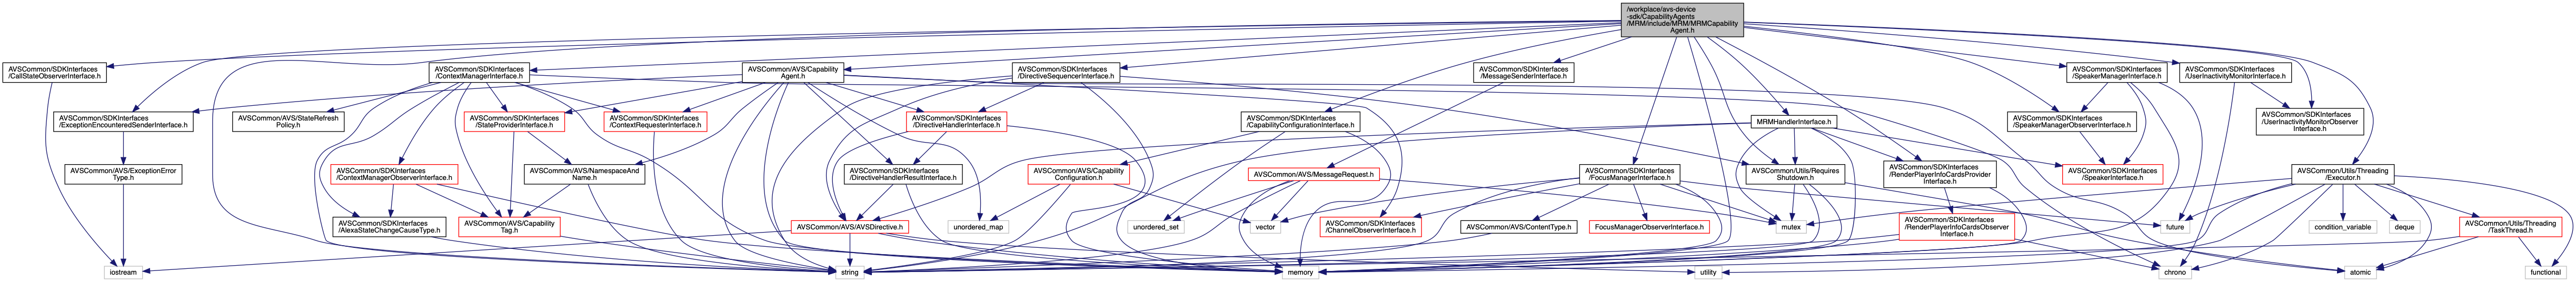 /workplace/avs-device
-sdk/CapabilityAgents
/MRM/include/MRM/MRMCapability
Agent.h
AVSCommon/SDKInterfaces
/CallStateObserverInterface.h
AVSCommon/SDKInterfaces
/ContextManagerInterface.h
AVSCommon/AVS/Capability
Agent.h
AVSCommon/SDKInterfaces
/DirectiveSequencerInterface.h
AVSCommon/SDKInterfaces
/MessageSenderInterface.h
AVSCommon/SDKInterfaces
/SpeakerManagerInterface.h
AVSCommon/SDKInterfaces
/UserInactivityMonitorInterface.h
AVSCommon/SDKInterfaces
/ExceptionEncounteredSenderInterface.h
AVSCommon/AVS/StateRefresh
Policy.h
AVSCommon/SDKInterfaces
/StateProviderInterface.h
AVSCommon/SDKInterfaces
/ContextRequesterInterface.h
AVSCommon/SDKInterfaces
/DirectiveHandlerInterface.h
AVSCommon/SDKInterfaces
/CapabilityConfigurationInterface.h
MRMHandlerInterface.h
AVSCommon/SDKInterfaces
/SpeakerManagerObserverInterface.h
AVSCommon/SDKInterfaces
/UserInactivityMonitorObserver
Interface.h
AVSCommon/AVS/ExceptionError
Type.h
AVSCommon/SDKInterfaces
/ContextManagerObserverInterface.h
AVSCommon/AVS/NamespaceAnd
Name.h
AVSCommon/SDKInterfaces
/DirectiveHandlerResultInterface.h
AVSCommon/AVS/Capability
Configuration.h
AVSCommon/AVS/MessageRequest.h
AVSCommon/SDKInterfaces
/FocusManagerInterface.h
AVSCommon/Utils/Requires
Shutdown.h
AVSCommon/SDKInterfaces
/RenderPlayerInfoCardsProvider
Interface.h
AVSCommon/SDKInterfaces
/SpeakerInterface.h
AVSCommon/Utils/Threading
/Executor.h
AVSCommon/SDKInterfaces
/AlexaStateChangeCauseType.h
AVSCommon/AVS/Capability
Tag.h
AVSCommon/AVS/AVSDirective.h
unordered_map
unordered_set
vector
AVSCommon/SDKInterfaces
/ChannelObserverInterface.h
AVSCommon/AVS/ContentType.h
FocusManagerObserverInterface.h
mutex
AVSCommon/SDKInterfaces
/RenderPlayerInfoCardsObserver
Interface.h
future
condition_variable
deque
AVSCommon/Utils/Threading
/TaskThread.h
iostream
string
memory
utility
chrono
atomic
functional